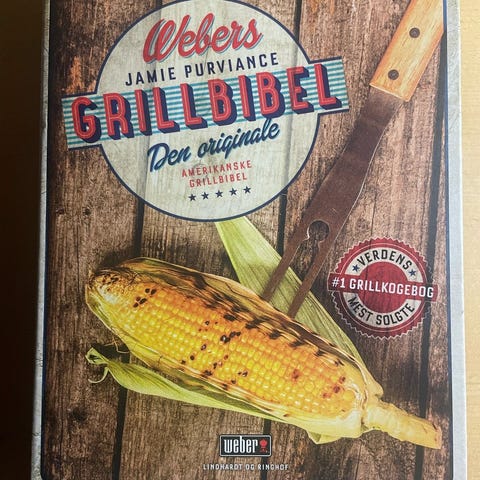 Webers
JAMIE PURVIANCE
GRILLBIBEL
Den originale
AMERIKANSKE
GRILLBIBEL
VERDENS
#1 GRILLKOGEBOG
MEST SOLGTE
weber
LINDHARDT OG RINGHOF